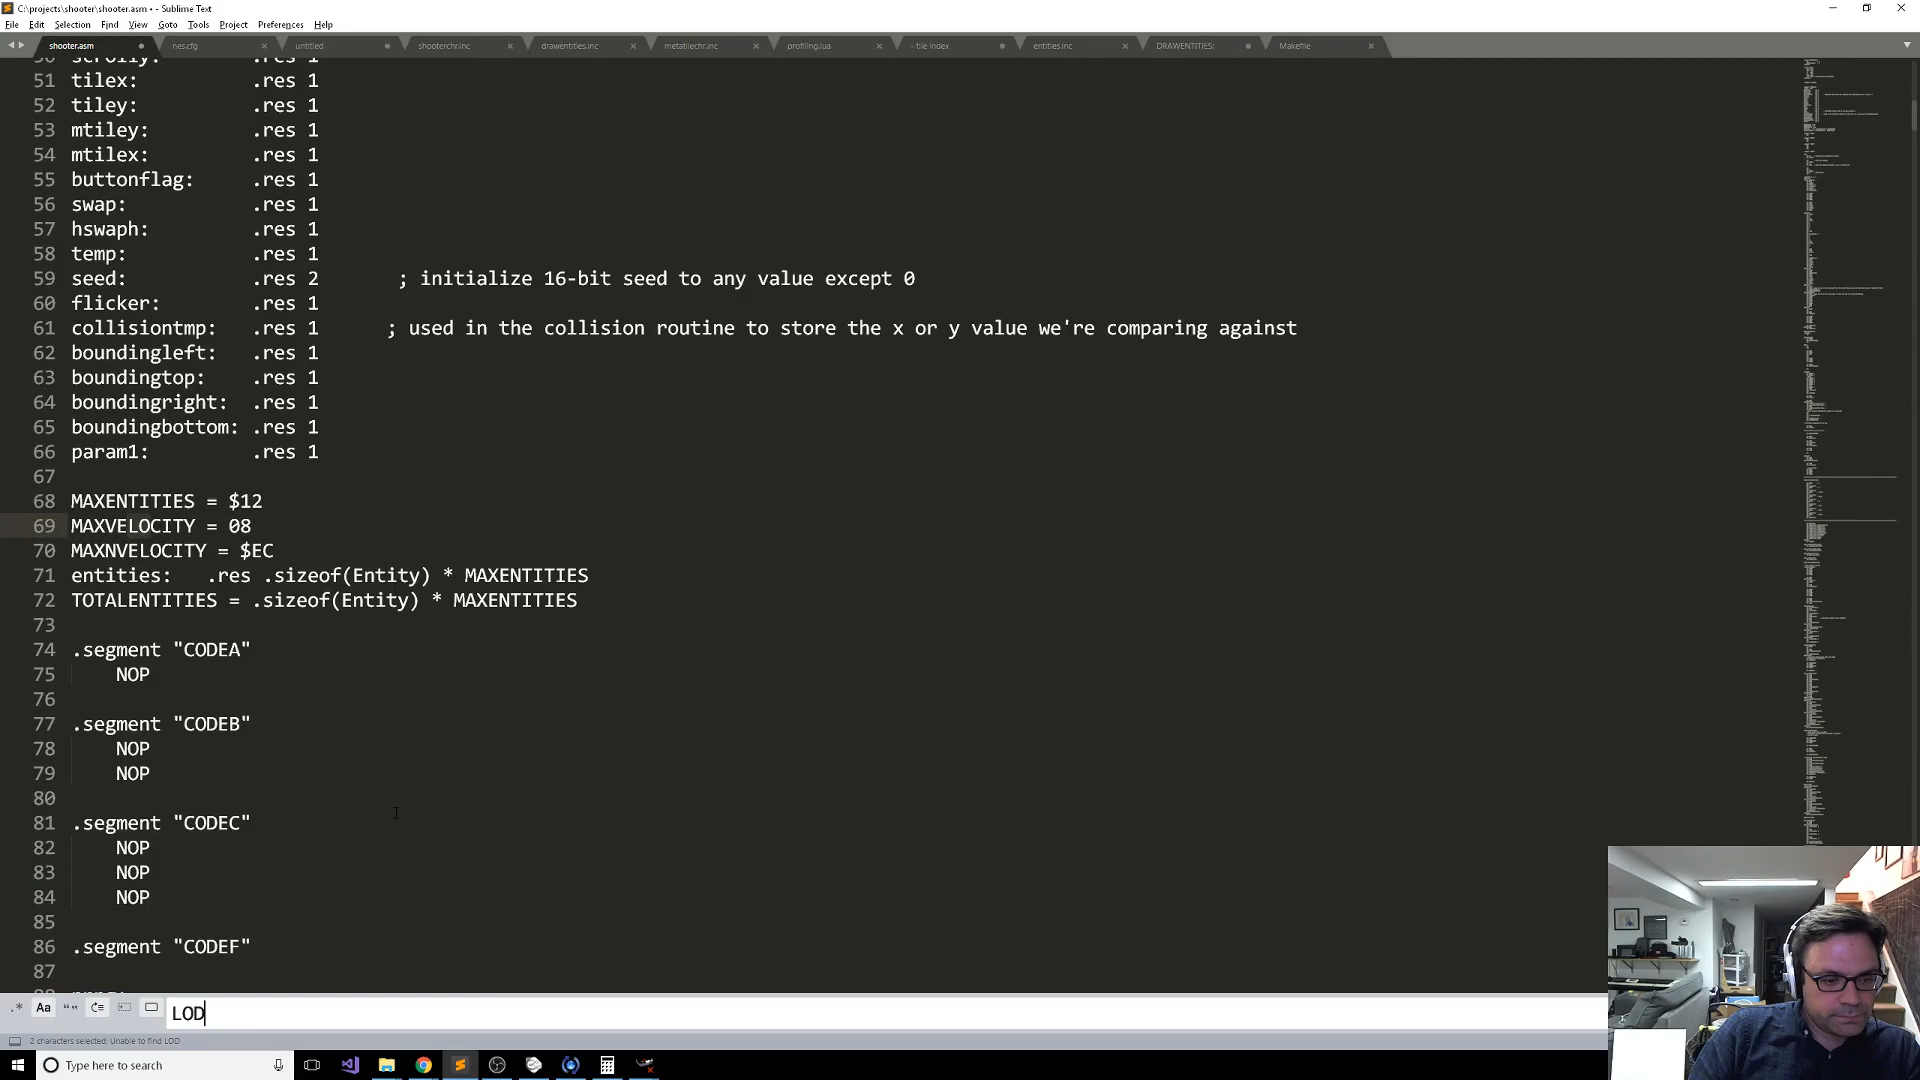 C:\projects\shooter\shooter.asm • - Sublime Text
File Edit Selection Find View Goto Tools Project Preferences Help
shooter.asm nes.cfg untitled shooterchr.inc drawentities.inc metatilechr.inc profiling.lua - tile index entities.inc DRAWENTITIES: Makefile
50 scrolly: .res 1
51 tilex: .res 1
52 tiley: .res 1
53 mtiley: .res 1
54 mtilex: .res 1
55 buttonflag: .res 1
56 swap: .res 1
57 hswaph: .res 1
58 temp: .res 1
59 seed: .res 2 ; initialize 16-bit seed to any value except 0
60 flicker: .res 1
61 collisiontmp: .res 1 ; used in the collision routine to store the x or y value we're comparing against
62 boundingleft: .res 1
63 boundingtop: .res 1
64 boundingright: .res 1
65 boundingbottom: .res 1
66 param1: .res 1
67
68 MAXENTITIES = $12
69 MAXVELOCITY = 08
70 MAXNVELOCITY = $EC
71 entities: .res .sizeof(Entity) * MAXENTITIES
72 TOTALENTITIES = .sizeof(Entity) * MAXENTITIES
73
74 .segment "CODEA"
75 NOP
76
77 .segment "CODEB"
78 NOP
79 NOP
80
81 .segment "CODEC"
82 NOP
83 NOP
84 NOP
85
86 .segment "CODEF"
87
.* Aa “” LOD
2 characters selected; Unable to find LOD
Type here to search